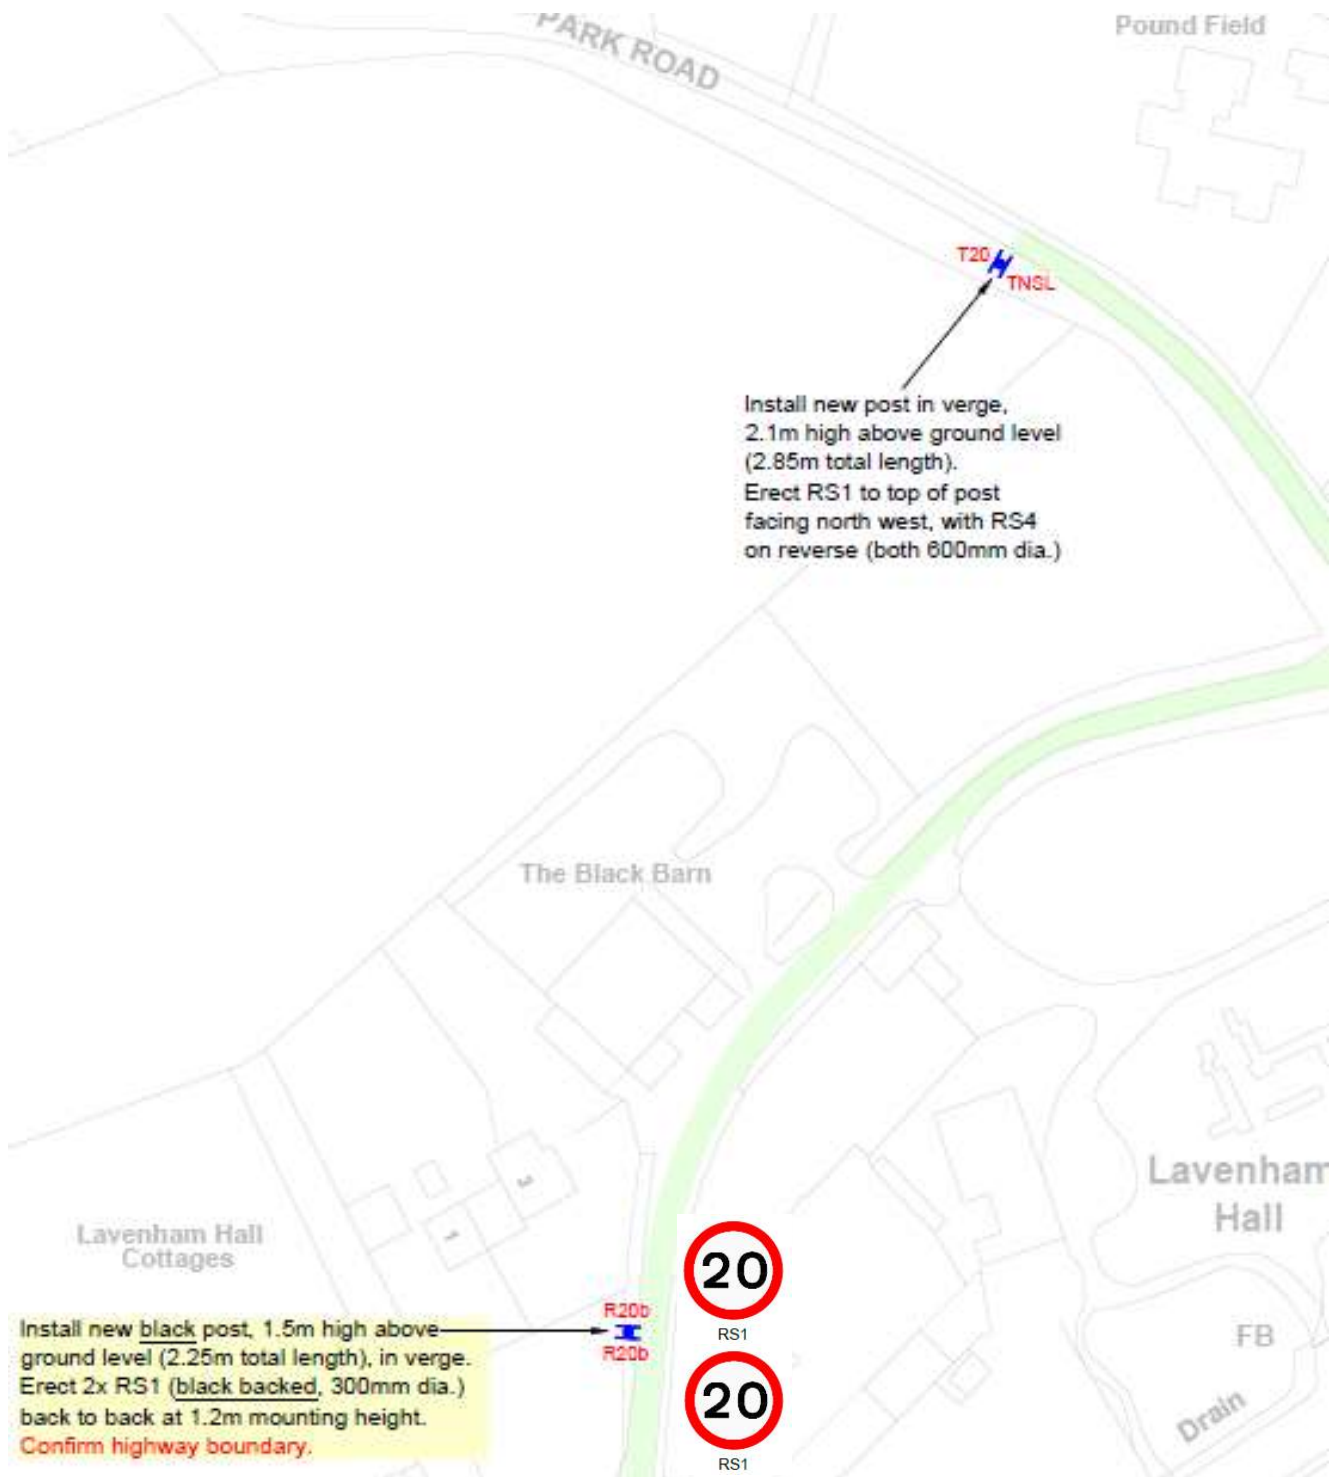 PARK ROAD
Pound Field
T20
TNSL
Install new post in verge,
2.1m high above ground level
(2.85m total length).
Erect RS1 to top of post
facing north west, with RS4
on reverse (both 600mm dia.)
The Black Barn
3
1
Lavenham Hall
Cottages
Lavenham
Hall
FB
Drain
Install new black post, 1.5m high above
ground level (2.25m total length), in verge.
Erect 2x RS1 (black backed, 300mm dia.)
back to back at 1.2m mounting height.
Confirm highway boundary.
R20b
R20b
20
RS1
20
RS1